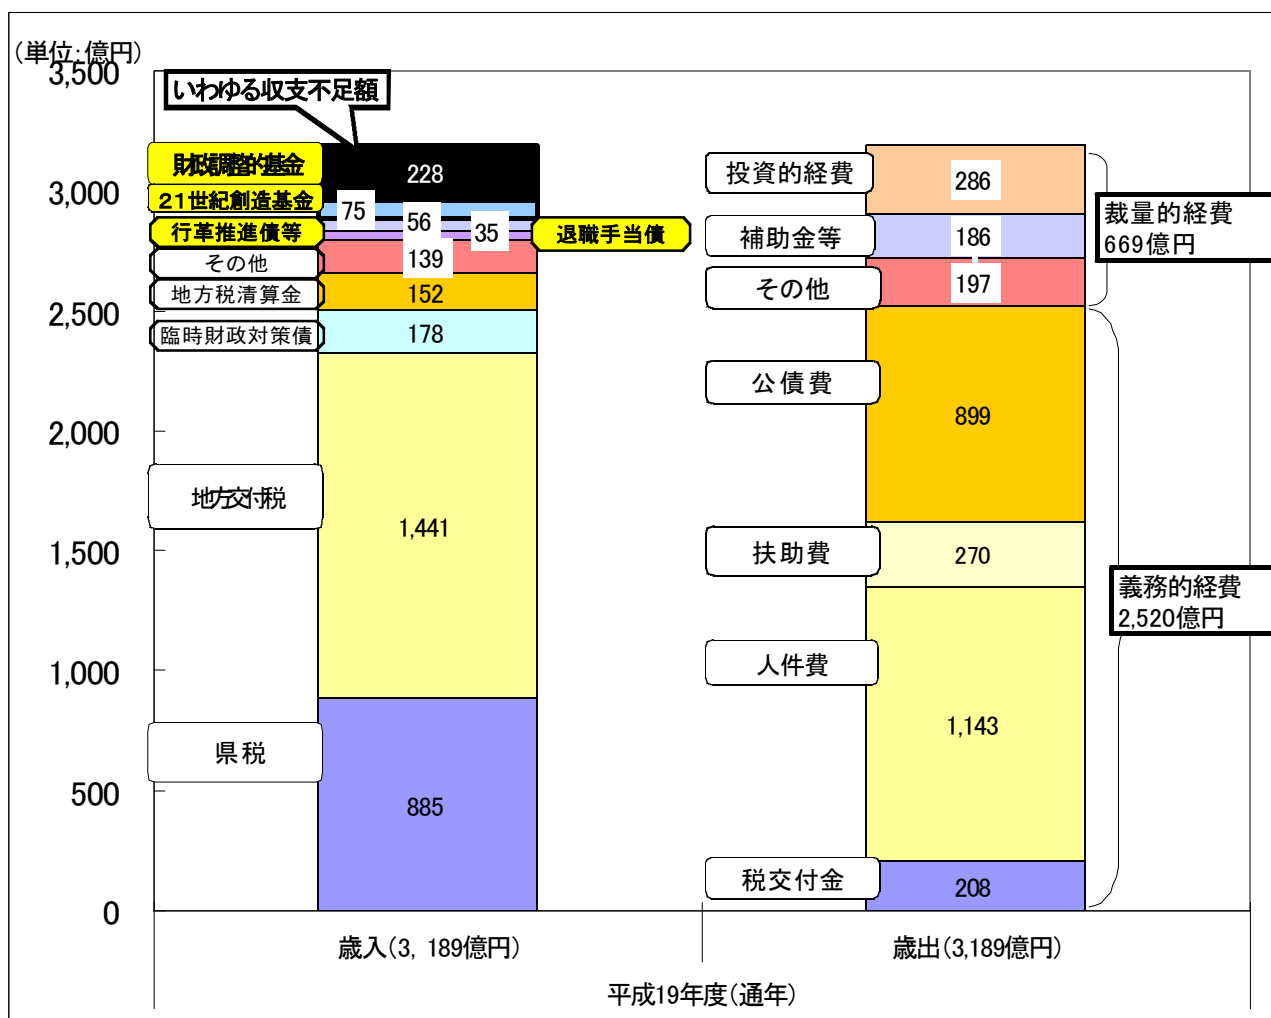 (単位:億円)
3,500
3,000
2,500
2,000
1,500
1,000
500
0
いわゆる収支不足額
財政調整的基金
21世紀創造基金
行革推進債等
その他
地方税清算金
臨時財政対策債
地方交付税
県税
228
75
56
35
139
152
178
1,441
885
退職手当債
投資的経費
補助金等
その他
公債費
扶助費
人件費
税交付金
286
186
197
899
270
1,143
208
裁量的経費
669億円
義務的経費
2,520億円
歳入(3, 189億円)
歳出(3,189億円)
平成19年度(通年)